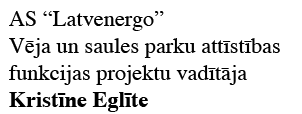 AS “Latvenergo”
Vēja un saules parku attīstības
funkcijas projektu vadītāja
Kristīne Eglīte